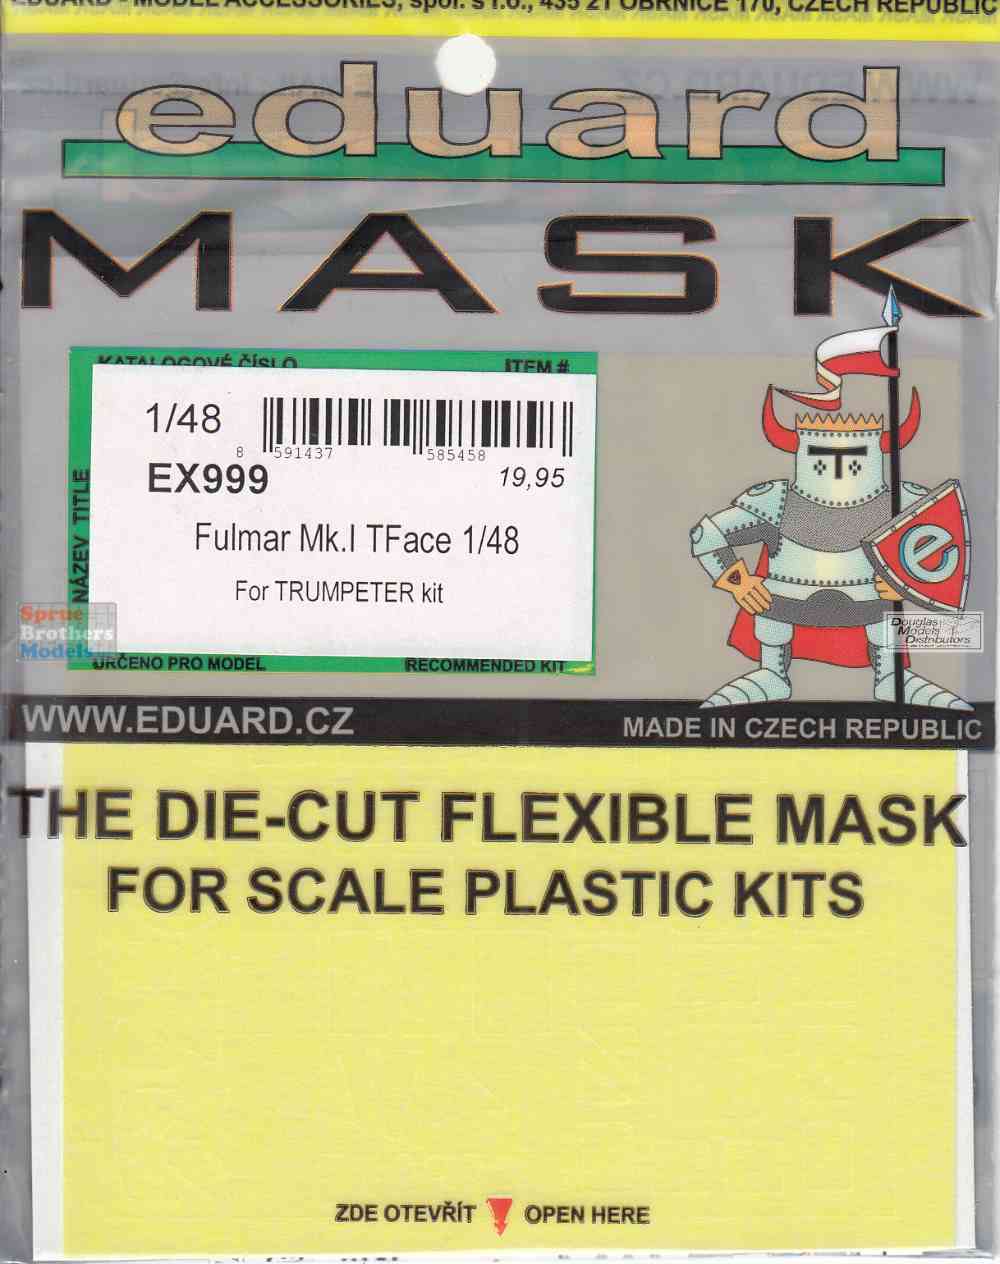 EDUARD - MODEL ACCESSORIES, spol. s r.o., 435 21 OBRNICE 170, CZECH REPUBLIC
eduard
MASK
KATALOGOVÉ ČÍSLO ITEM #
1/48
8 591437 585458
EX999 19,95
NÁZEV TITLE
Fulmar Mk.I TFace 1/48
For TRUMPETER kit
e
Sprue
Brothers
Models
Douglas
Models
Distributors
URČENO PRO MODEL RECOMMENDED KIT
WWW.EDUARD.CZ MADE IN CZECH REPUBLIC
THE DIE-CUT FLEXIBLE MASK
FOR SCALE PLASTIC KITS
ZDE OTEVŘÍT OPEN HERE